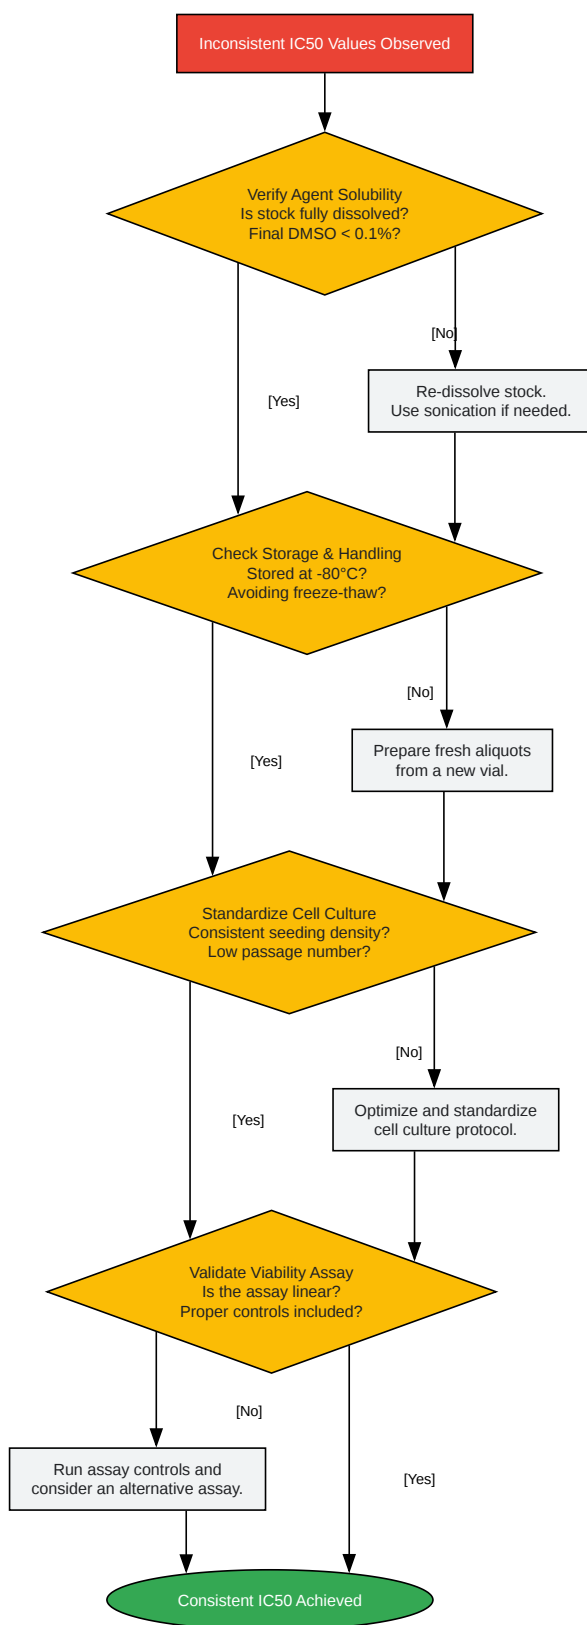 Inconsistent IC50 Values Observed
Verify Agent Solubility
Is stock fully dissolved?
Final DMSO < 0.1%?
[No]
[Yes]
Re-dissolve stock.
Use sonication if needed.
Check Storage & Handling
Stored at -80°C?
Avoiding freeze-thaw?
[No]
[Yes]
Prepare fresh aliquots
from a new vial.
Standardize Cell Culture
Consistent seeding density?
Low passage number?
[No]
[Yes]
Optimize and standardize
cell culture protocol.
Validate Viability Assay
Is the assay linear?
Proper controls included?
[No]
[Yes]
Run assay controls and
consider an alternative assay.
Consistent IC50 Achieved